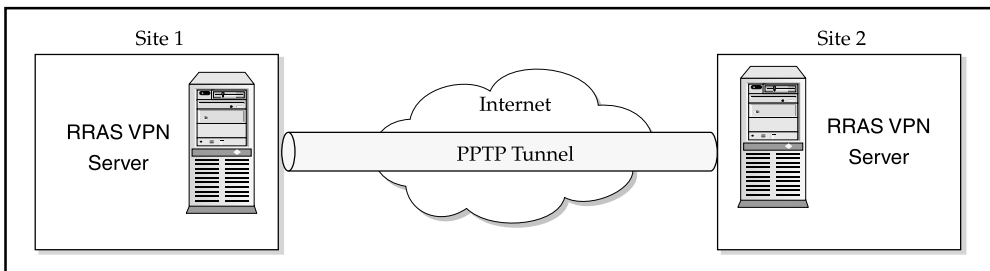 Site 1
Site 2
RRAS VPN
Server
Internet
PPTP Tunnel
RRAS VPN
Server